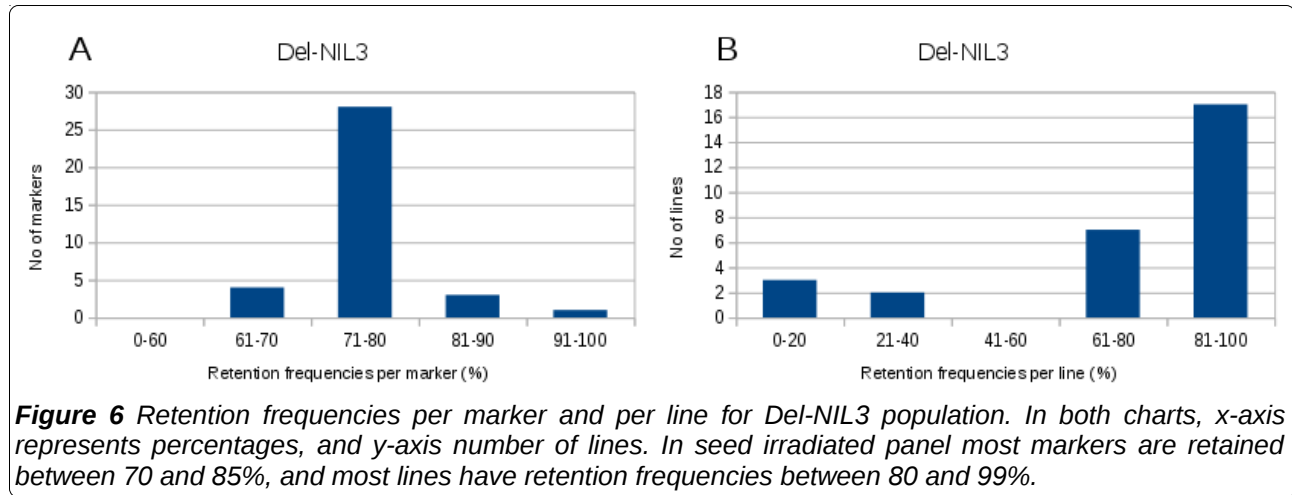 A
Del-NIL3
30
25
20
15
10
5
0
No of markers
0-60
61-70
71-80
81-90
91-100
Retention frequencies per marker (%)
B
Del-NIL3
18
16
14
12
10
8
6
4
2
0
No of lines
0-20
21-40
41-60
61-80
81-100
Retention frequencies per line (%)
Figure 6 Retention frequencies per marker and per line for Del-NIL3 population. In both charts, x-axis
represents percentages, and y-axis number of lines. In seed irradiated panel most markers are retained
between 70 and 85%, and most lines have retention frequencies between 80 and 99%.